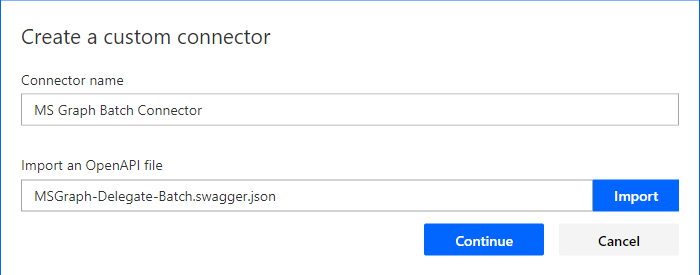 Create a custom connector
Connector name
MS Graph Batch Connector
Import an OpenAPI file
MSGraph-Delegate-Batch.swagger.json
Import
Continue
Cancel